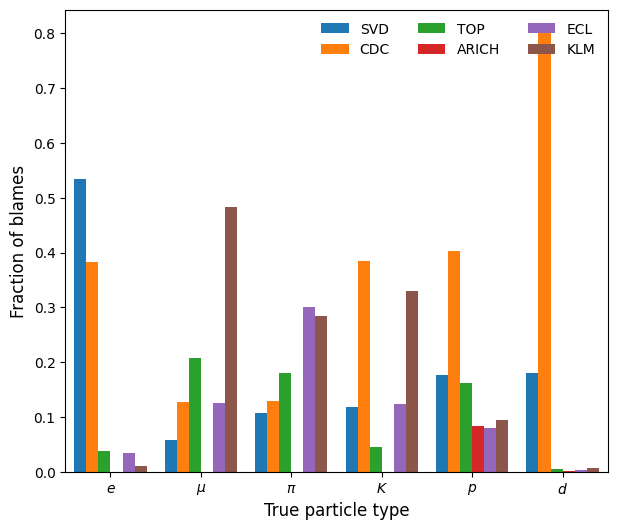 SVD TOP ECL
CDC ARICH KLM
0.8
0.7
0.6
0.5
0.4
0.3
0.2
0.1
0.0
Fraction of blames
e μ π K p d
True particle type